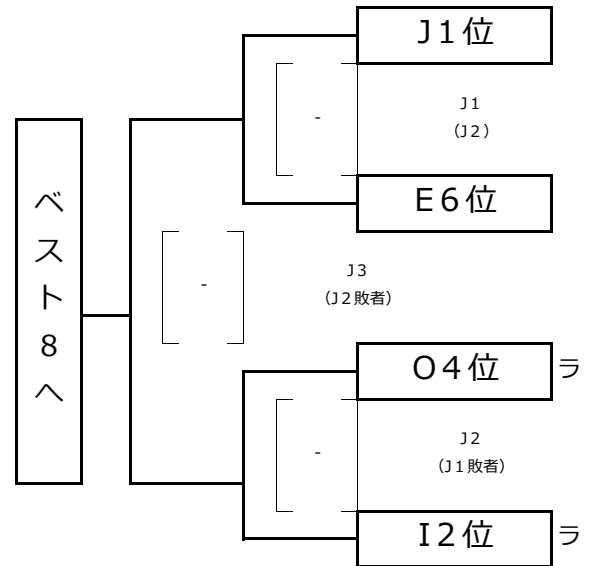 J1位
-
J1
（J2）
E6位
ベスト8へ
-
J3
（J2敗者）
O4位
ラ
-
J2
（J1敗者）
I2位
ラ